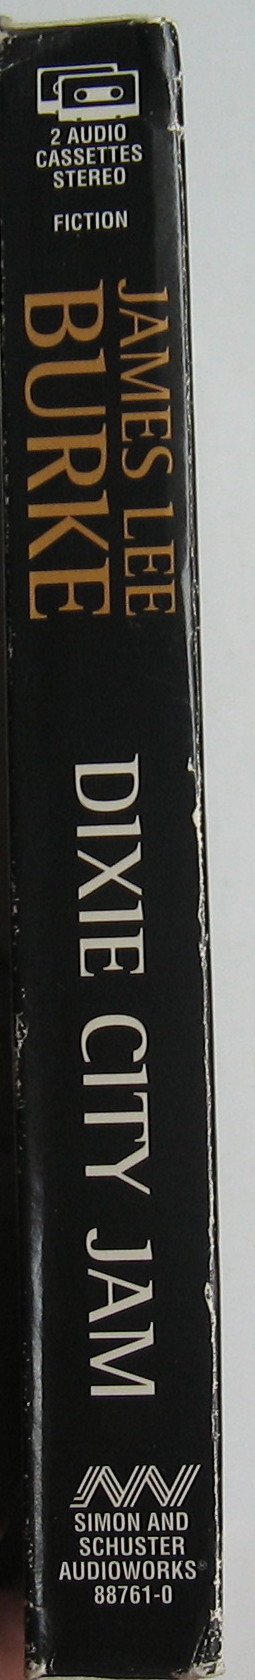 2 AUDIO
CASSETTES
STEREO
FICTION
JAMES LEE
BURKE
DIXIE CITY JAM
SIMON AND
SCHUSTER
AUDIOWORKS®
88761-0